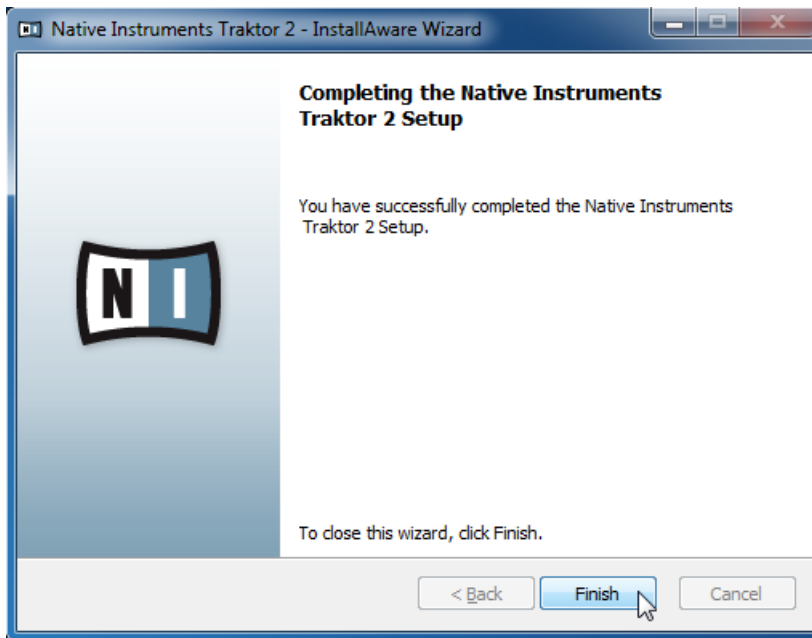 Native Instruments Traktor 2 - InstallAware Wizard
Completing the Native Instruments
Traktor 2 Setup
You have successfully completed the Native Instruments
Traktor 2 Setup.
N I
To close this wizard, click Finish.
< Back Finish Cancel